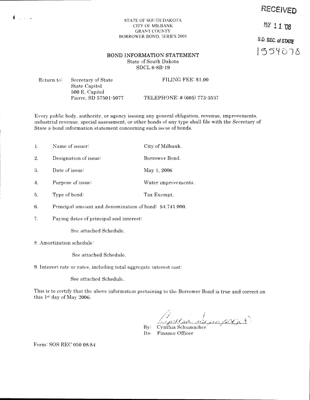 RECEIVED
MAY 11 '06
S.D. SEC. of STATE
1554078
STATE OF SOUTH DAKOTA
CITY OF MILBANK
GRANT COUNTY
BORROWER BOND, SERIES 2001
BOND INFORMATION STATEMENT
State of South Dakota
SDCL 6-8B-19
Return to: Secretary of State FILING FEE: $1.00
State Capitol
500 E. Capitol
Pierre, SD 57501-5077 TELEPHONE: # (605) 773-3537
Every public body, authority, or agency issuing any general obligation, revenue, improvements,
industrial revenue, special assessment, or other bonds of any type shall file with the Secretary of
State a bond information statement concerning each issue of bonds.
1. Name of issuer: City of Milbank.
2. Designation of issue: Borrower Bond.
3. Date of issue: May 1, 2006
4. Purpose of issue: Water improvements.
5. Type of bond: Tax Exempt.
6. Principal amount and denomination of bond: $4,741,000.
7. Paying dates of principal and interest:
See attached Schedule.
8. Amortization schedule:
See attached Schedule.
9. Interest rate or rates, including total aggregate interest cost:
See attached Schedule.
This is to certify that the above information pertaining to the Borrower Bond is true and correct on
this 1st day of May 2006.
By: Cynthia Schumacher
Its: Finance Officer
Form: SOS REC 050 08/84